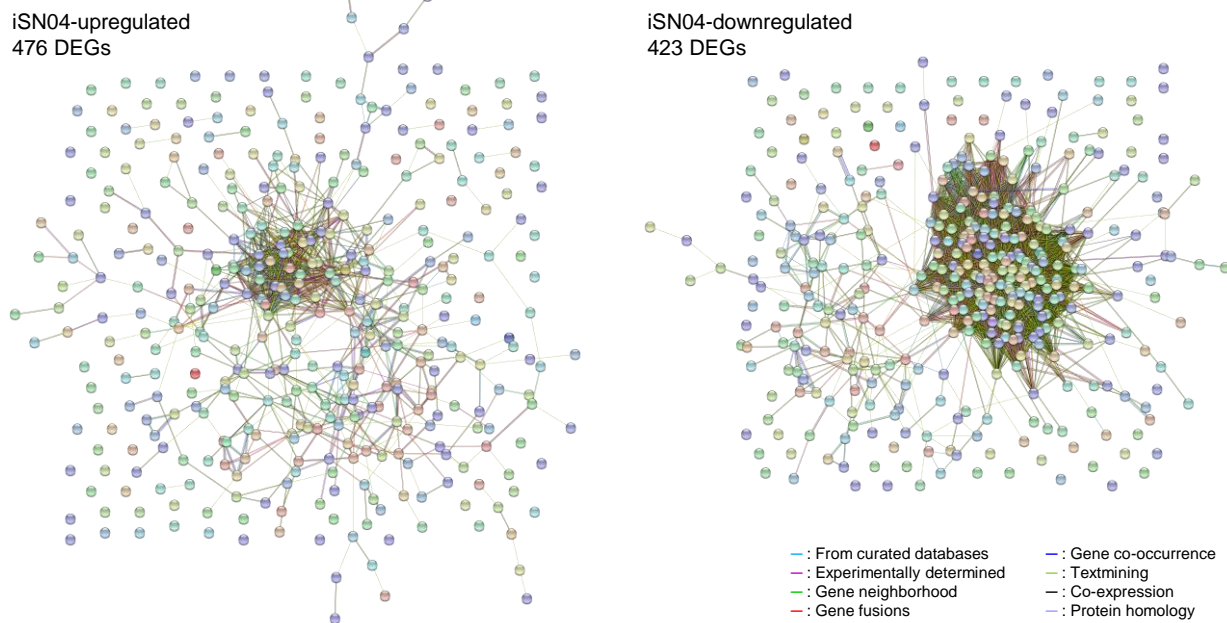 iSN04-upregulated
476 DEGs
iSN04-downregulated
423 DEGs
: From curated databases
: Experimentally determined
: Gene neighborhood
: Gene fusions
: Gene co-occurrence
: Textmining
: Co-expression
: Protein homology